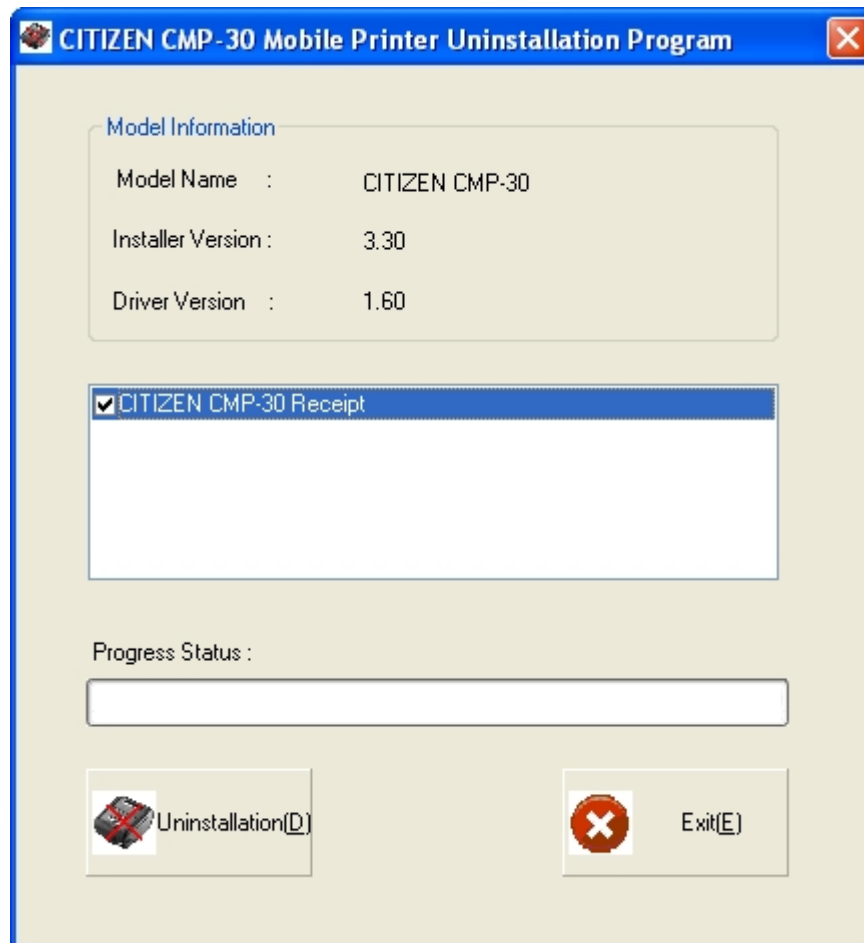 CITIZEN CMP-30 Mobile Printer Uninstallation Program
Model Information
Model Name : CITIZEN CMP-30
Installer Version : 3.30
Driver Version : 1.60
CITIZEN CMP-30 Receipt
Progress Status :
Uninstallation(D) Exit(E)